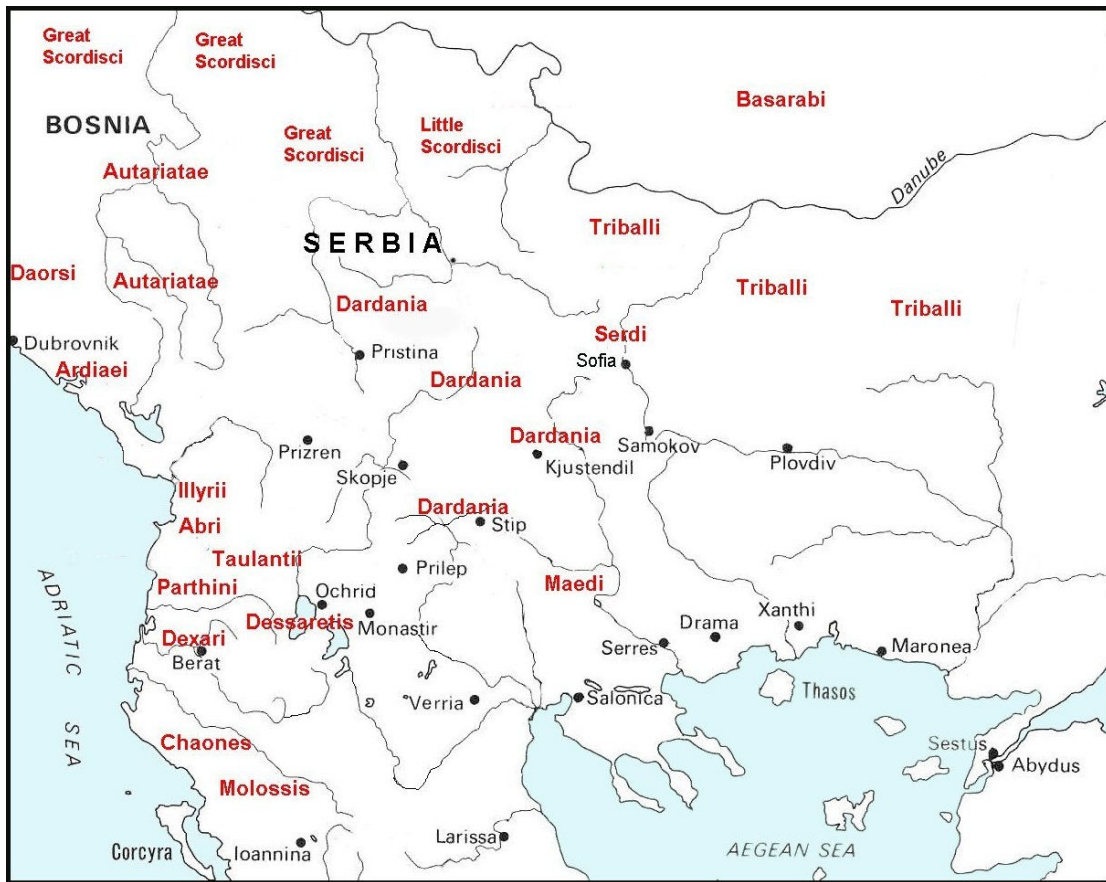 Great
Scordisci
Great
Scordisci
Basarabi
BOSNIA
Great
Scordisci
Little
Scordisci
Autariatae
Danube
Triballi
SERBIA
Daorsi
Autariatae
Triballi
Dardania
Triballi
Serdi
Dubrovnik
Pristina
Sofia
Ardiaei
Dardania
Dardania
Samokov
Prizren
Kjustendil
Plovdiv
Skopje
Illyrii
Dardania
Abri
Stip
Taulantii
Prilep
Maedi
Parthini
Ochrid
Xanthi
Dessaretis
Monastir
Drama
Dexari
Serres
Maronea
Berat
ADRIATIC SEA
Verria
Salonica
Thasos
Chaones
Sestus
Abydus
Molossis
Larissa
Corcyra
Ioannina
AEGEAN SEA